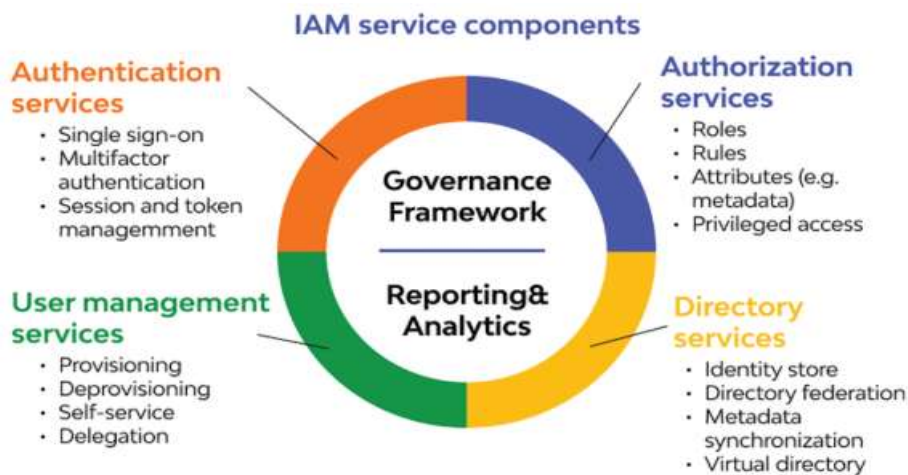 IAM service components
Authentication
services
• Single sign-on
• Multifactor
authentication
• Session and token
managemment
Authorization
services
• Roles
• Rules
• Attributes (e.g.
metadata)
• Privileged access
Governance
Framework
Reporting&
Analytics
User management
services
• Provisioning
• Deprovisioning
• Self-service
• Delegation
Directory
services
• Identity store
• Directory federation
• Metadada
synchronization
• Virtual directory